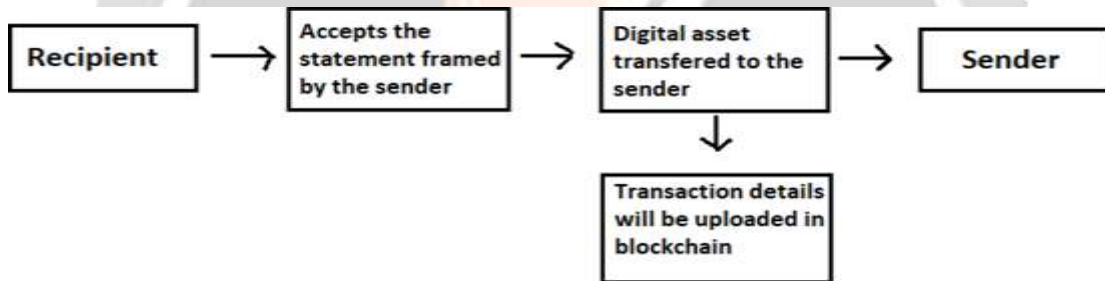 Recipient
Accepts the
statement framed
by the sender
Digital asset
transfered to the
sender
Sender
Transaction details
will be uploaded in
blockchain